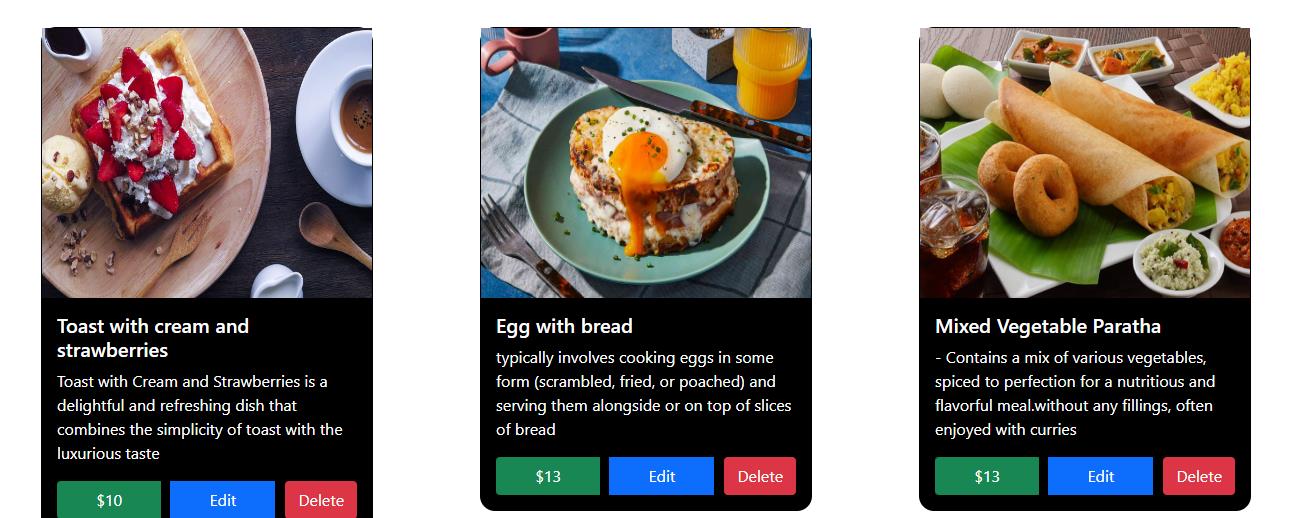 Toast with cream and
strawberries
Toast with Cream and Strawberries is a
delightful and refreshing dish that
combines the simplicity of toast with the
luxurious taste
$10
Edit
Delete
Egg with bread
typically involves cooking eggs in some
form (scrambled, fried, or poached) and
serving them alongside or on top of slices
of bread
$13
Edit
Delete
Mixed Vegetable Paratha
- Contains a mix of various vegetables,
spiced to perfection for a nutritious and
flavorful meal.without any fillings, often
enjoyed with curries
$13
Edit
Delete